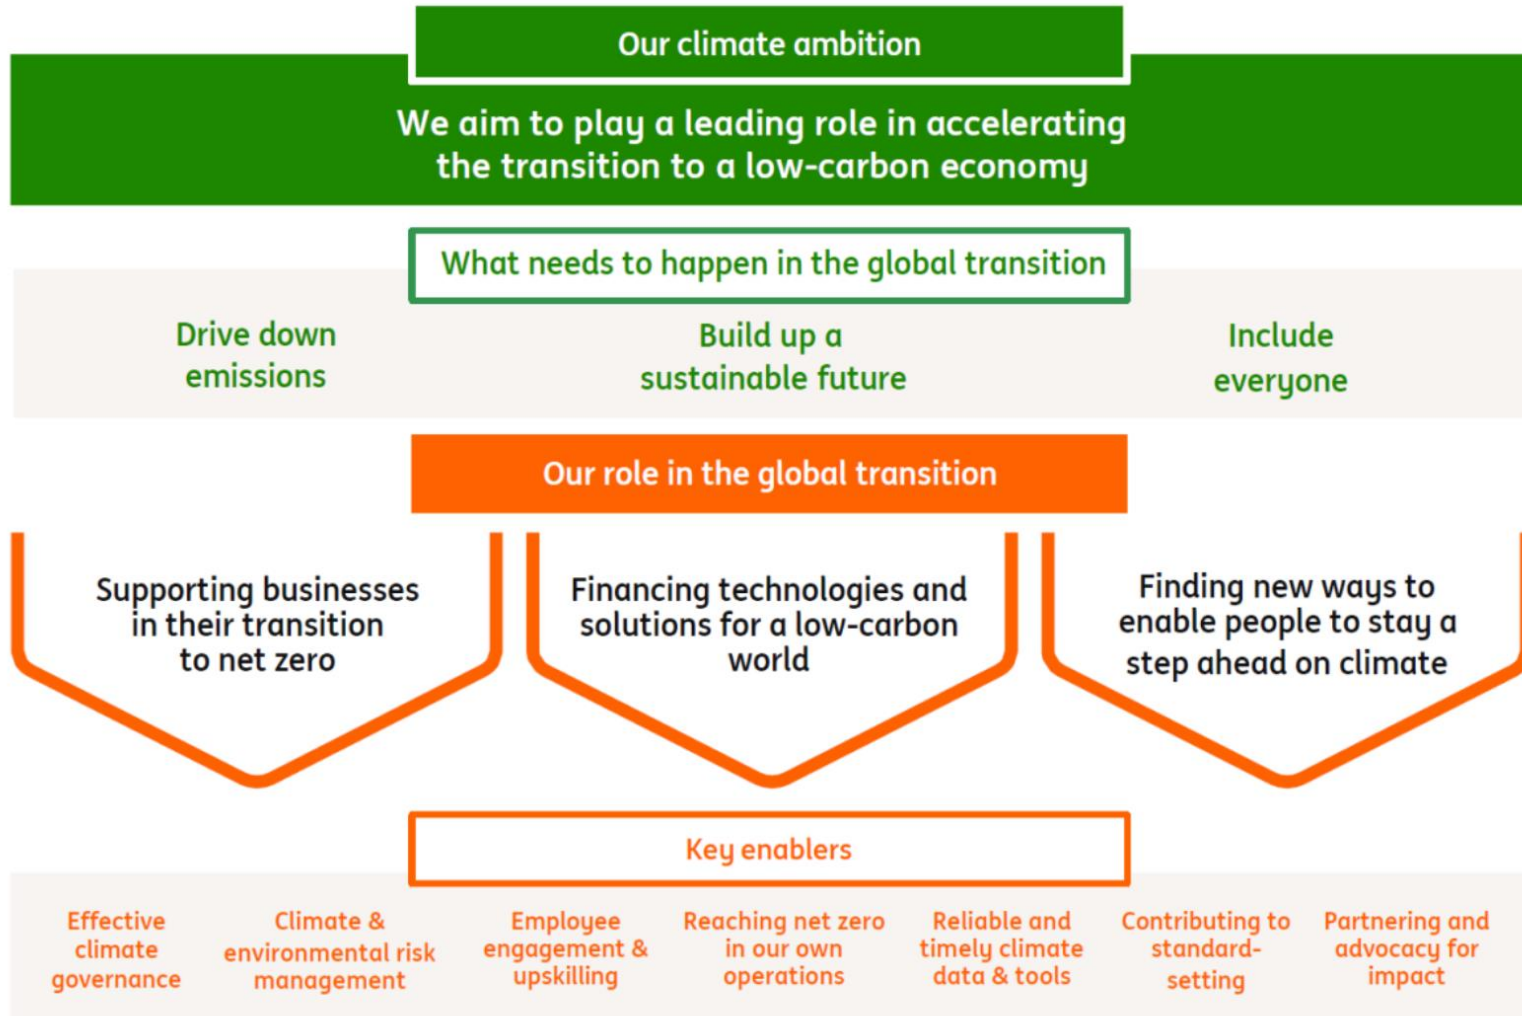 Our climate ambition
We aim to play a leading role in accelerating
the transition to a low-carbon economy
What needs to happen in the global transition
Drive down
emissions
Build up a
sustainable future
Include
everyone
Our role in the global transition
Supporting businesses
in their transition
to net zero
Financing technologies and
solutions for a low-carbon
world
Finding new ways to
enable people to stay a
step ahead on climate
Key enablers
Effective
climate
governance
Climate &
environmental risk
management
Employee
engagement &
upskilling
Reaching net zero
in our own
operations
Reliable and
timely climate
data & tools
Contributing to
standard-
setting
Partnering and
advocacy for
impact